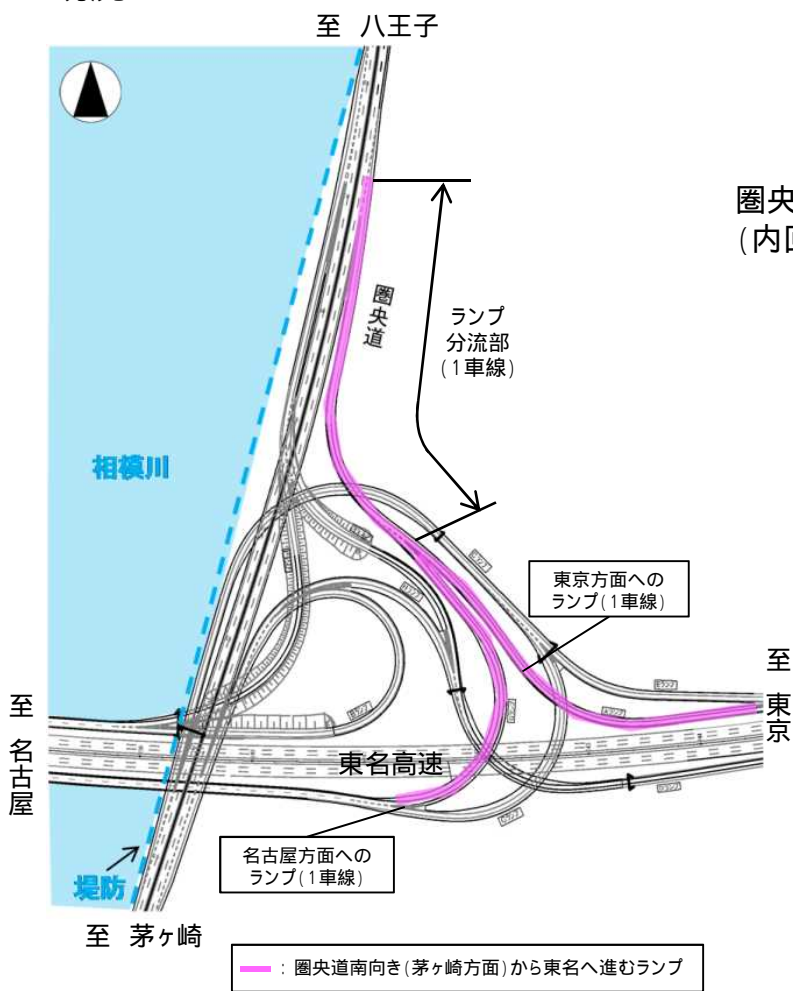 至 八王子
圏央
(内回
圏央道
ランプ
分流部
(1車線)
相模川
東京方面への
ランプ(1車線)
至 東京
至 名古屋
東名高速
名古屋方面への
ランプ(1車線)
堤防
至 茅ヶ崎
: 圏央道南向き(茅ヶ崎方面)から東名へ進むランプ